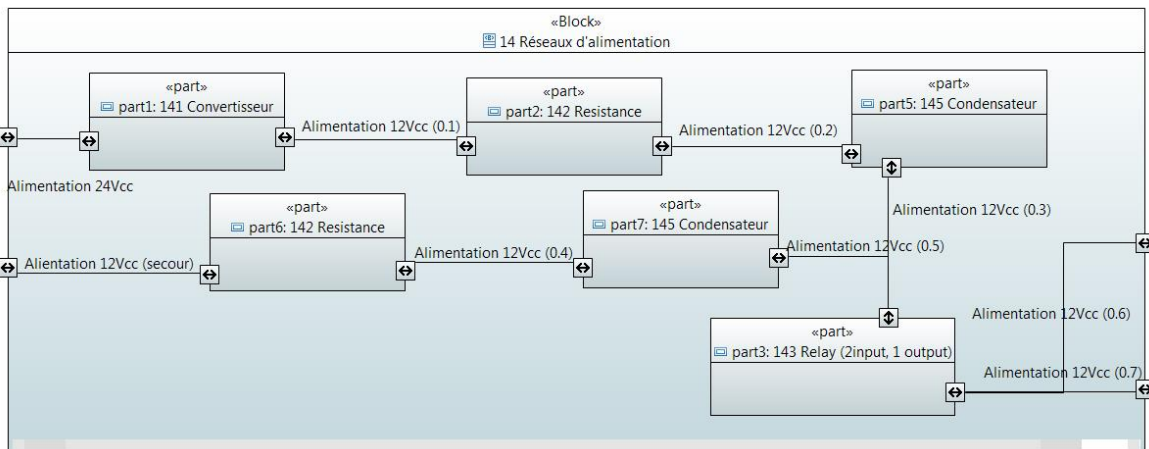 «Block»
14 Réseaux d'alimentation
«part»
part1: 141 Convertisseur
«part»
part2: 142 Resistance
«part»
part5: 145 Condensateur
Alimentation 12Vcc (0.1)
Alimentation 12Vcc (0.2)
Alimentation 24Vcc
«part»
part6: 142 Resistance
«part»
part7: 145 Condensateur
Alimentation 12Vcc (0.3)
Alientation 12Vcc (secour)
Alimentation 12Vcc (0.4)
Alimentation 12Vcc (0.5)
Alimentation 12Vcc (0.6)
«part»
part3: 143 Relay (2input, 1 output)
Alimentation 12Vcc (0.7)